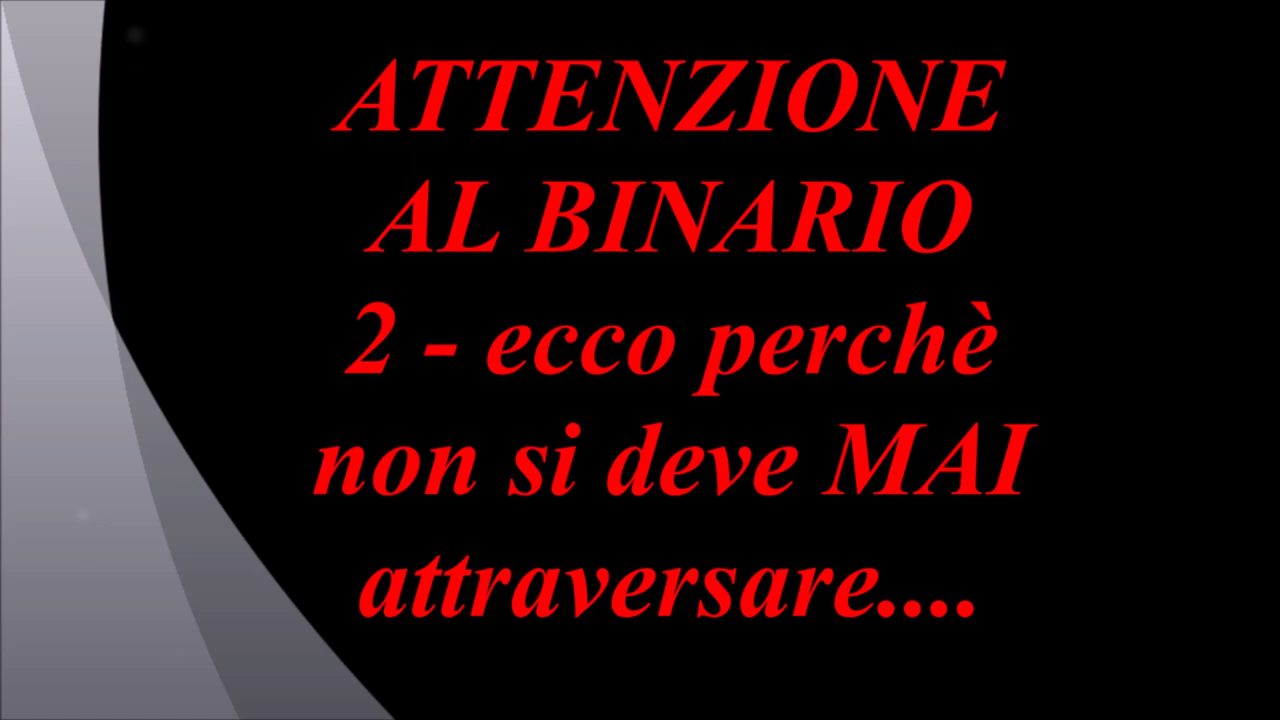 ATTENZIONE
AL BINARIO
2 - ecco perchè
non si deve MAI
attraversare....